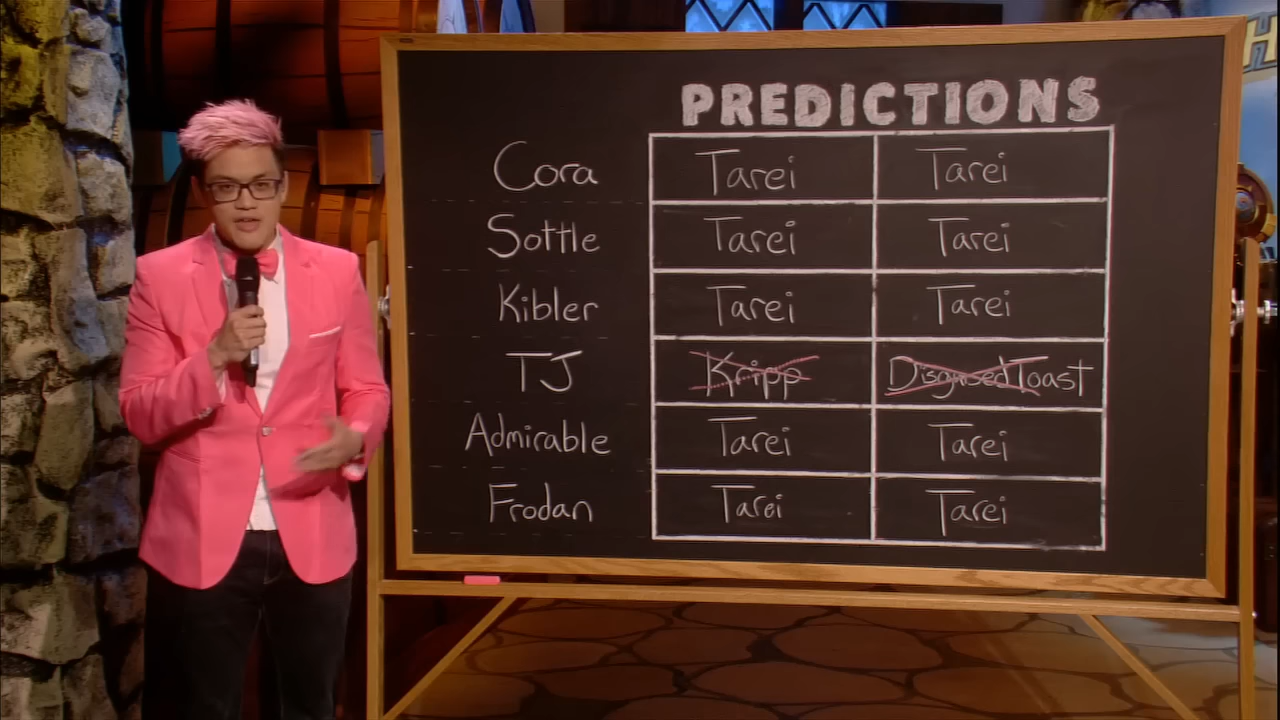 PREDICTIONS
Cora Tarei Tarei
Sottle Tarei Tarei
Kibler Tarei Tarei
TJ Kripp DisguisedToast
Admirable Tarei Tarei
Frodan Tarei Tarei
H